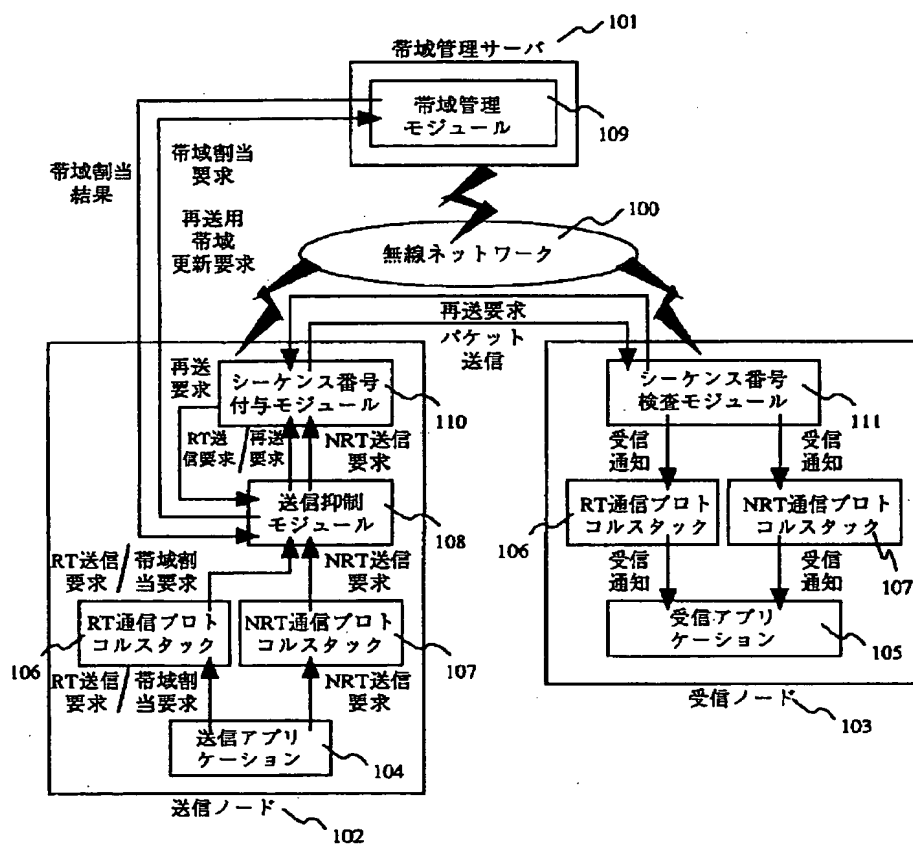 101
帯域管理サーバ
帯域管理
モジュール
109
帯域割当
結果
帯域割当
要求
再送用
帯域
更新要求
100
無線ネットワーク
再送要求
パケット
送信
再送
要求
シーケンス番号
付与モジュール
110
RT送
信要求
/
再送
要求
NRT送信
要求
送信抑制
モジュール
108
RT送信
要求
/
帯域割
当要求
NRT送信
要求
RT通信プロト
コルスタック
106
NRT通信プロト
コルスタック
107
RT送信
要求
/
帯域割
当要求
NRT送信
要求
送信アプリ
ケーション
104
送信ノード
102
シーケンス番号
検査モジュール
111
受信
通知
受信
通知
RT通信プロト
コルスタック
106
NRT通信プロト
コルスタック
107
受信
通知
受信
通知
受信アプリ
ケーション
105
受信ノード
103